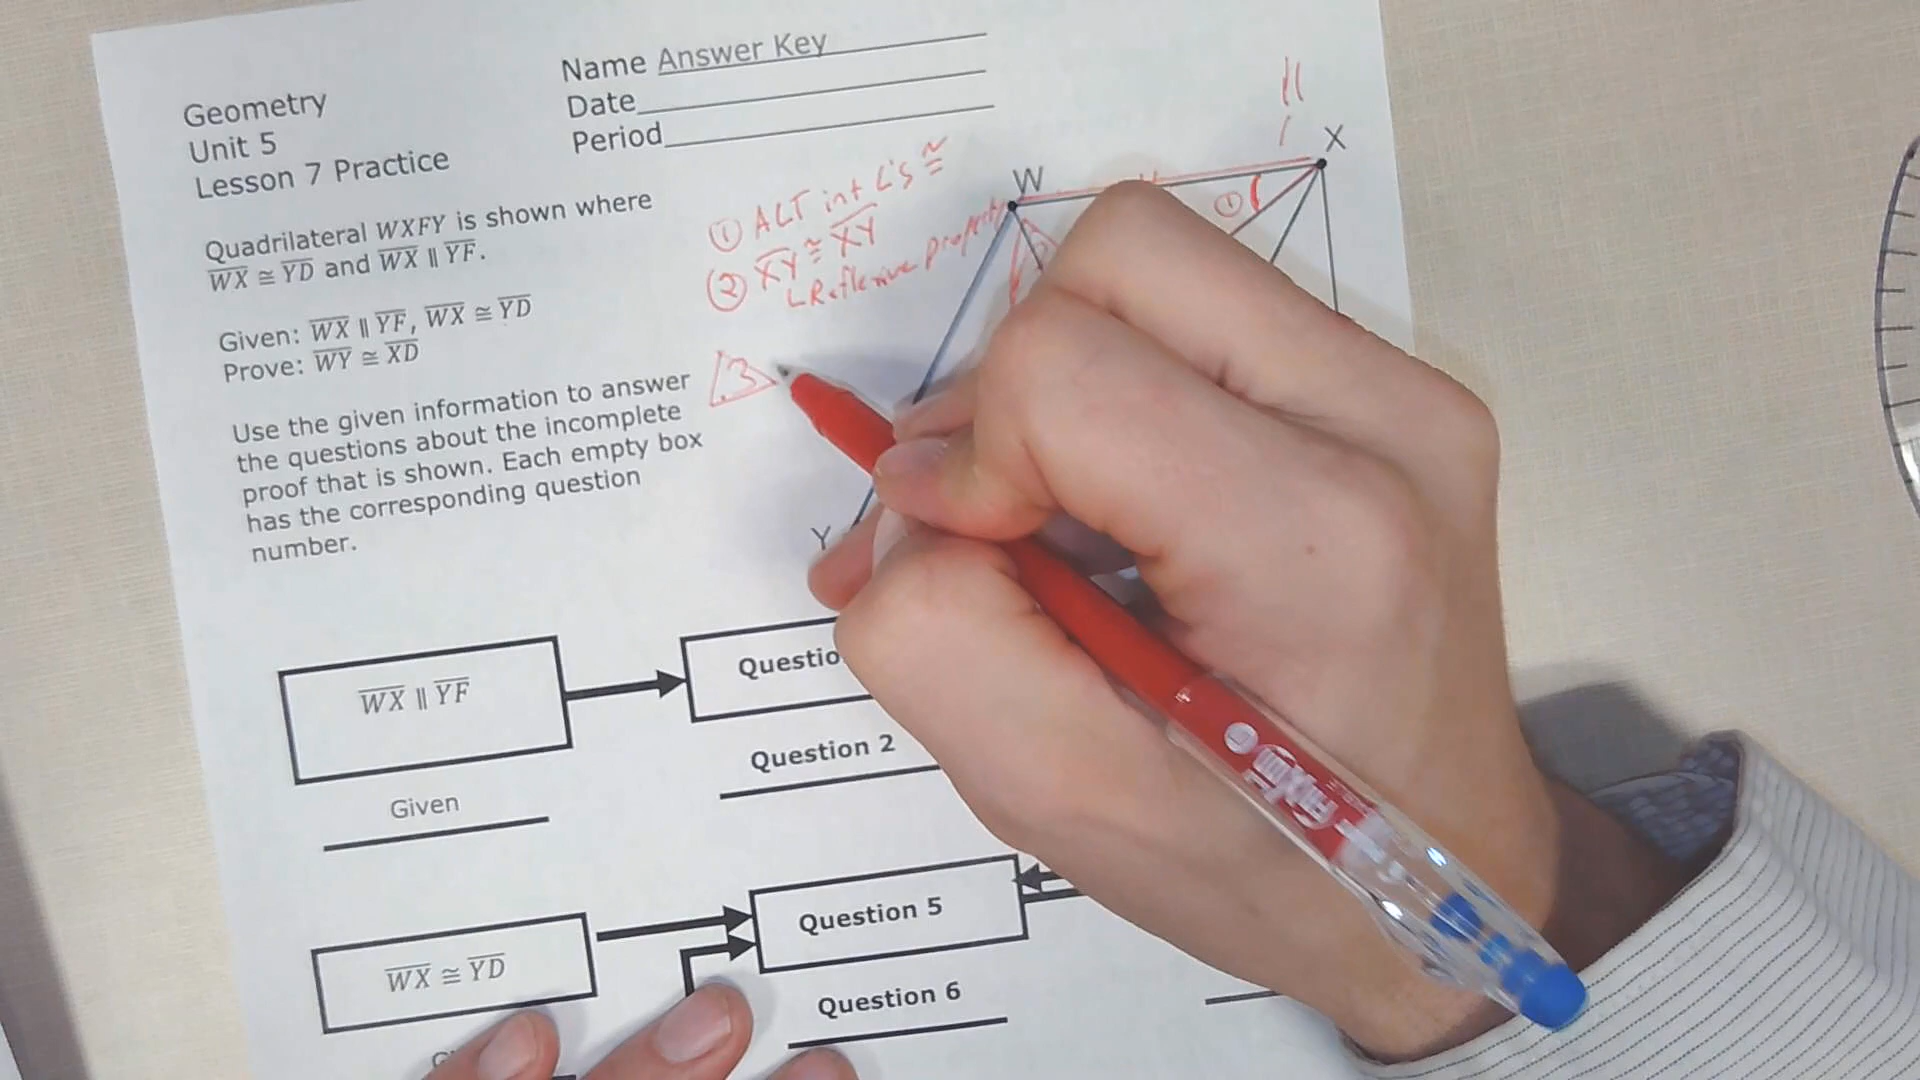 Geometry
Unit 5
Lesson 7 Practice
Name Answer Key
Date
Period
Quadrilateral WXFY is shown where
WX ≅ YD and WX ∥ YF.
Given: WX ∥ YF, WX ≅ YD
Prove: WY ≅ XD
Use the given information to answer
the questions about the incomplete
proof that is shown. Each empty box
has the corresponding question
number.
① ALT int ∠'s ≅
② XY ≅ XY
Reflexive property
3
W
X
①
Y
WX ∥ YF
Given
Questio
Question 2
WX ≅ YD
Question 5
Question 6